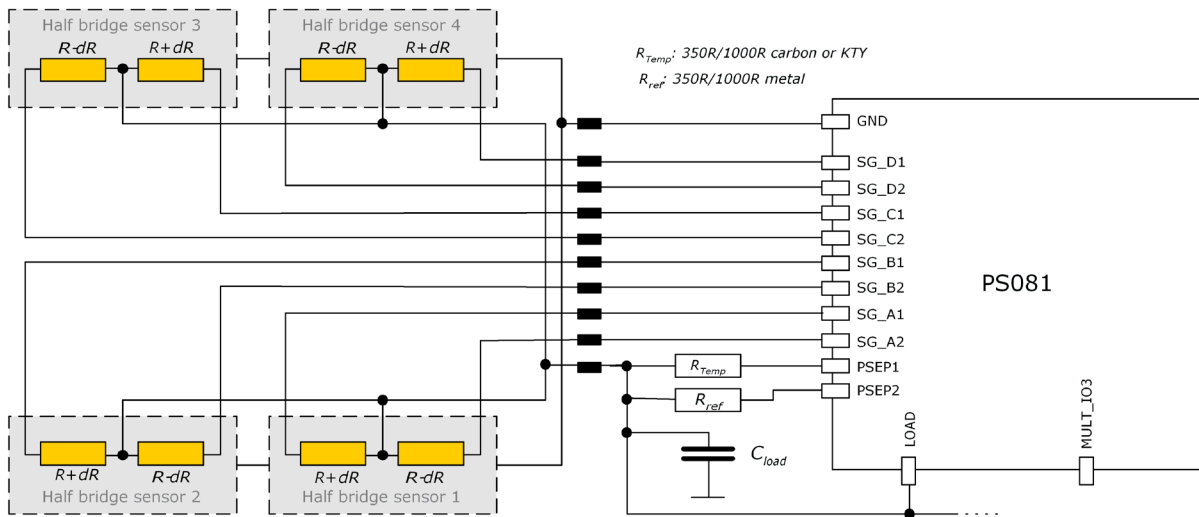 Half bridge sensor 3
R-dR
R+dR
Half bridge sensor 4
R-dR
R+dR
R_Temp: 350R/1000R carbon or KTY
R_ref: 350R/1000R metal
GND
SG_D1
SG_D2
SG_C1
SG_C2
SG_B1
SG_B2
SG_A1
SG_A2
PSEP1
PSEP2
PS081
R_Temp
R_ref
C_load
LOAD
MULT_IO3
R+dR
R-dR
Half bridge sensor 2
R+dR
R-dR
Half bridge sensor 1